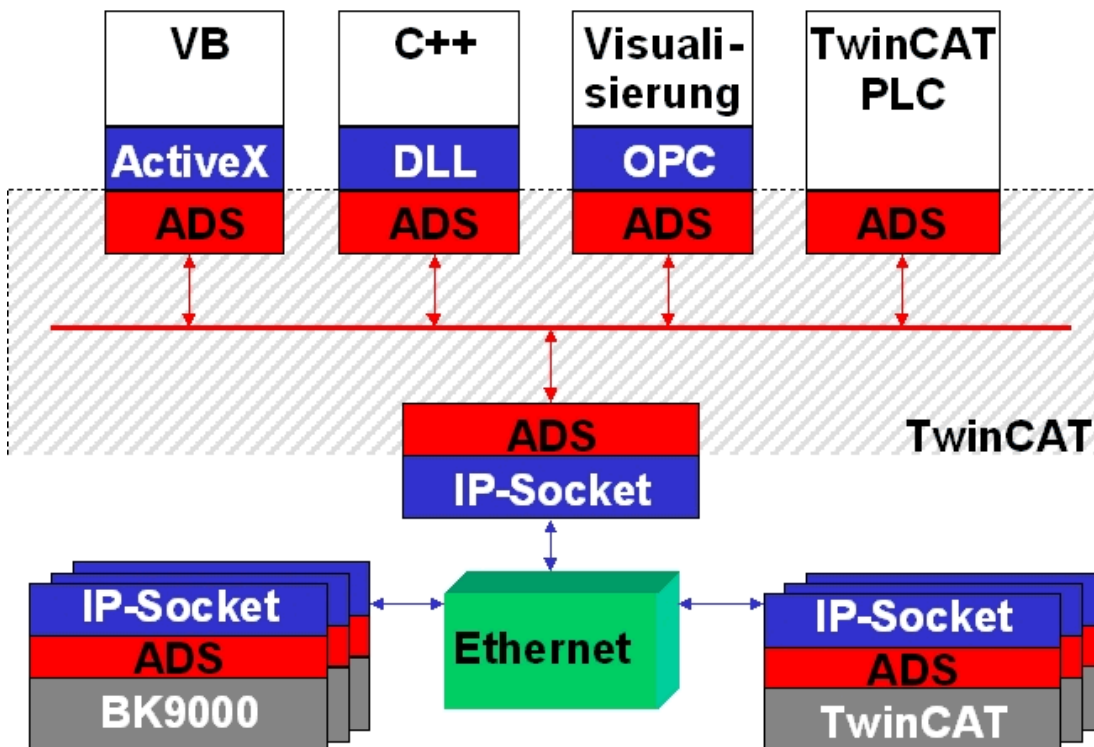 VB
ActiveX
ADS
C++
DLL
ADS
Visuali-
sierung
OPC
ADS
TwinCAT
PLC
ADS
TwinCAT
ADS
IP-Socket
IP-Socket
ADS
BK9000
Ethernet
IP-Socket
ADS
TwinCAT